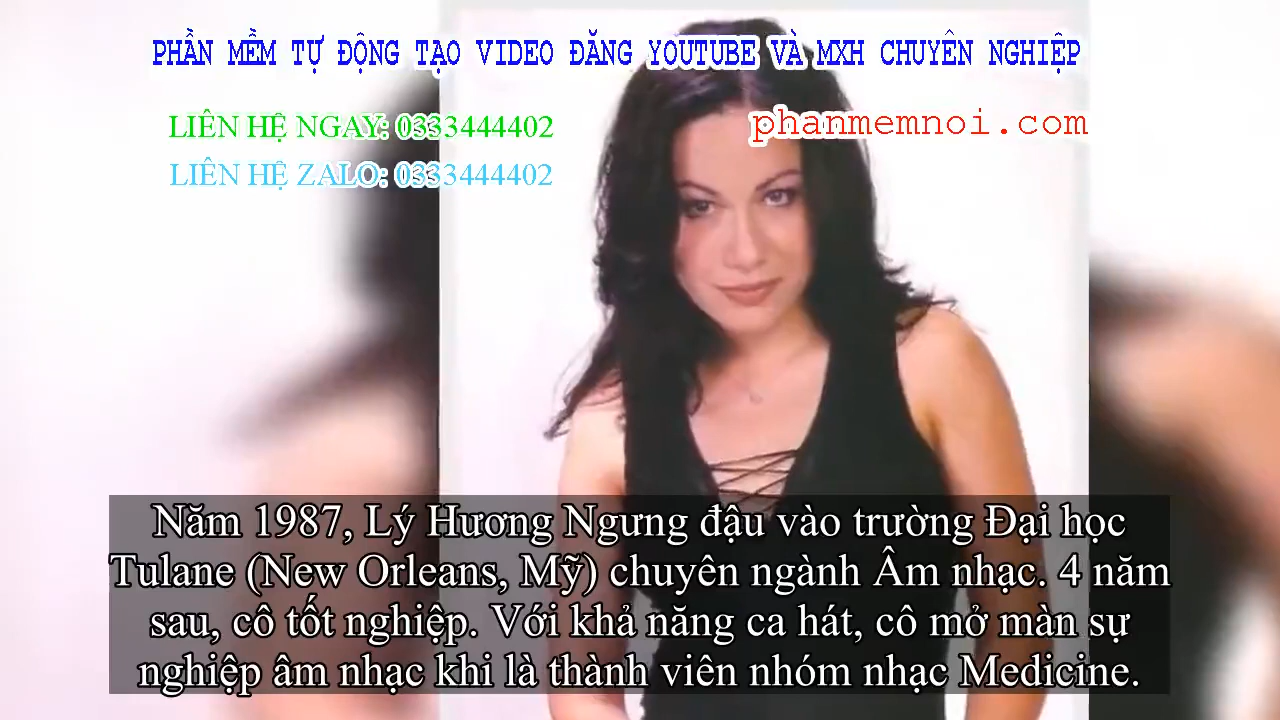 PHẦN MỀM TỰ ĐỘNG TẠO VIDEO ĐĂNG YOUTUBE VÀ MXH CHUYÊN NGHIỆP
LIÊN HỆ NGAY: 0333444402
phanmemnoi.com
LIÊN HỆ ZALO: 0333444402
Năm 1987, Lý Hương Ngưng đậu vào trường Đại học
Tulane (New Orleans, Mỹ) chuyên ngành Âm nhạc. 4 năm
sau, cô tốt nghiệp. Với khả năng ca hát, cô mở màn sự
nghiệp âm nhạc khi là thành viên nhóm nhạc Medicine.